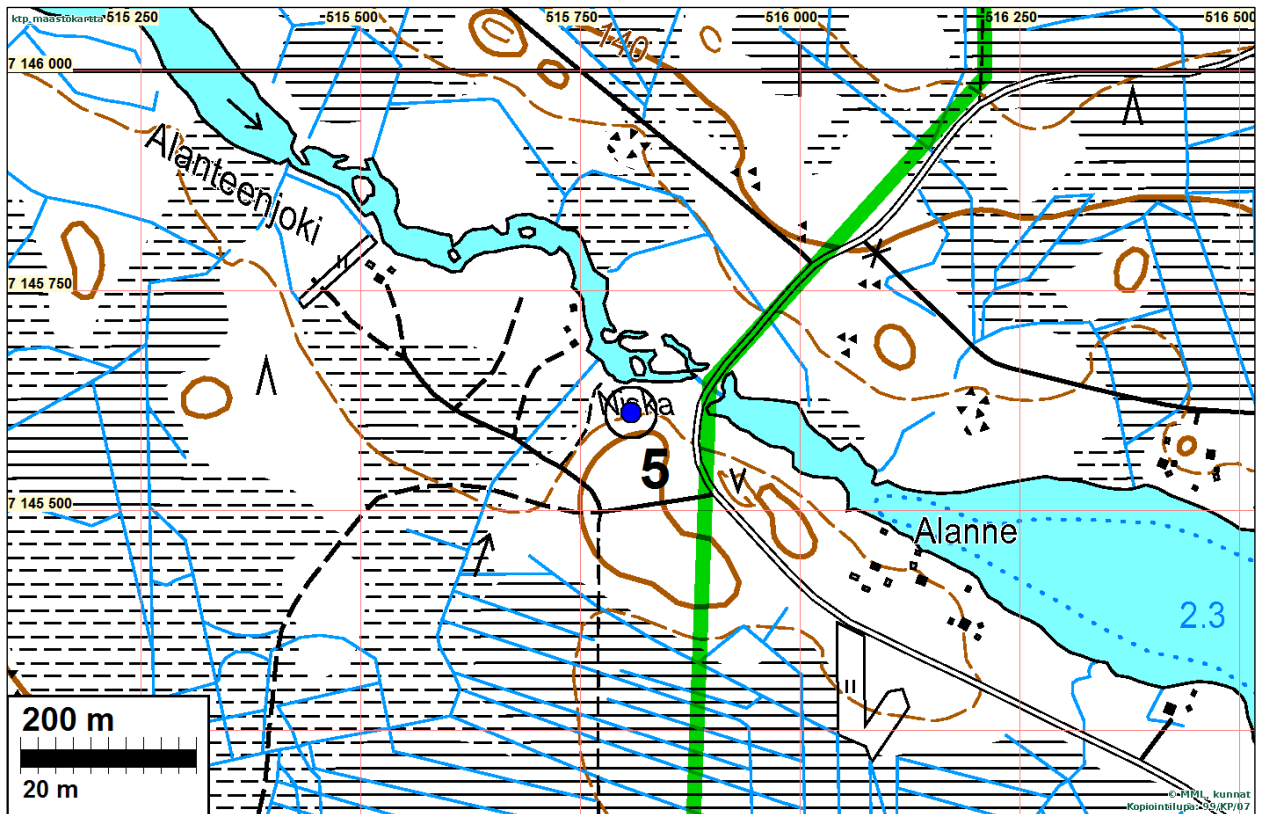 ktp_maastokartta
515 250
515 500
515 750
516 000
516 250
516 500
140
7 146 000
Alanteenjoki
7 145 750
Niska
5
7 145 500
Alanne
2.3
200 m
20 m
© MML, kunnat
Kopiointilupa: 99/KP/07